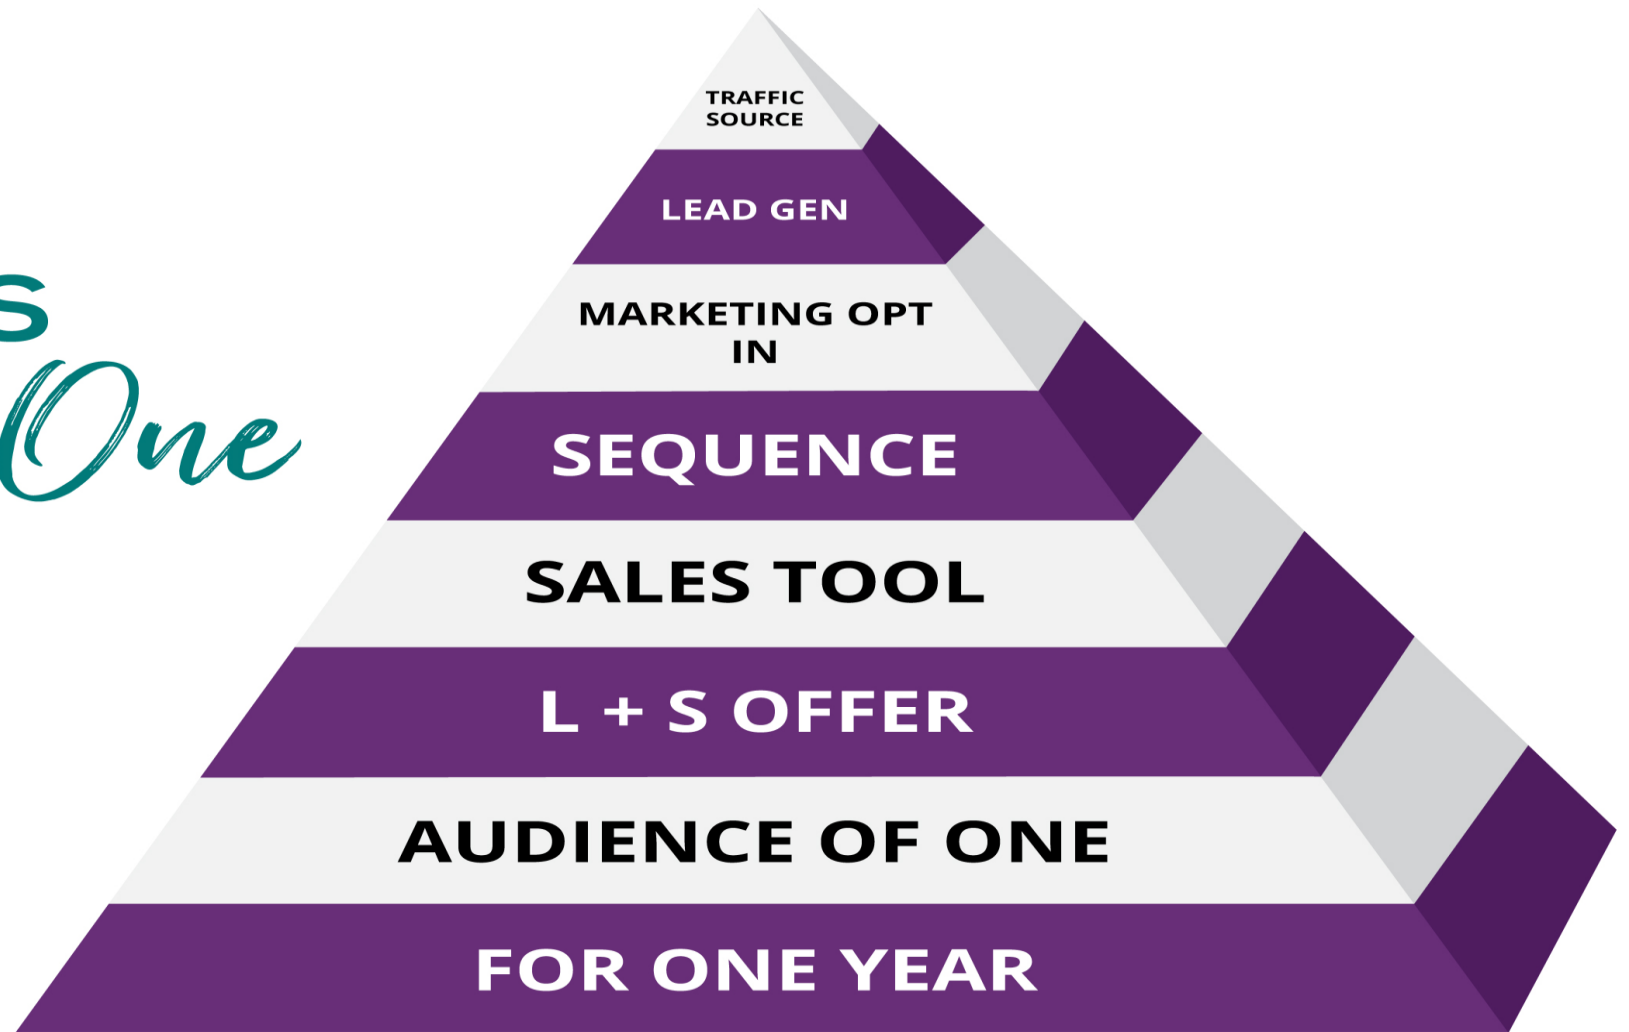 S
One
TRAFFIC
SOURCE
LEAD GEN
MARKETING OPT
IN
SEQUENCE
SALES TOOL
L + S OFFER
AUDIENCE OF ONE
FOR ONE YEAR